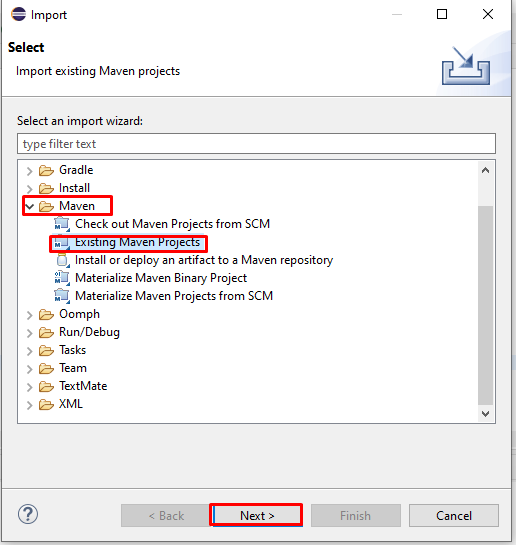 Import
Select
Import existing Maven projects
Select an import wizard:
type filter text
Gradle
Install
Maven
Check out Maven Projects from SCM
Existing Maven Projects
Install or deploy an artifact to a Maven repository
Materialize Maven Binary Project
Materialize Maven Projects from SCM
Oomph
Run/Debug
Tasks
Team
TextMate
XML
? < Back Next > Finish Cancel